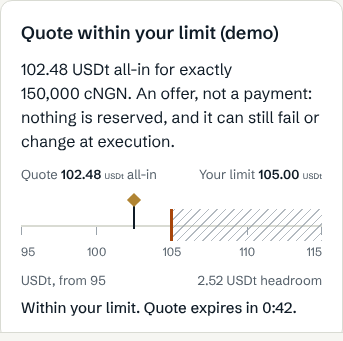 Quote within your limit (demo)
102.48 USDt all-in for exactly
150,000 cNGN. An offer, not a payment:
nothing is reserved, and it can still fail or
change at execution.
Quote 102.48 USDt all-in Your limit 105.00 USDt
95 100 105 110 115
USDt, from 95 2.52 USDt headroom
Within your limit. Quote expires in 0:42.